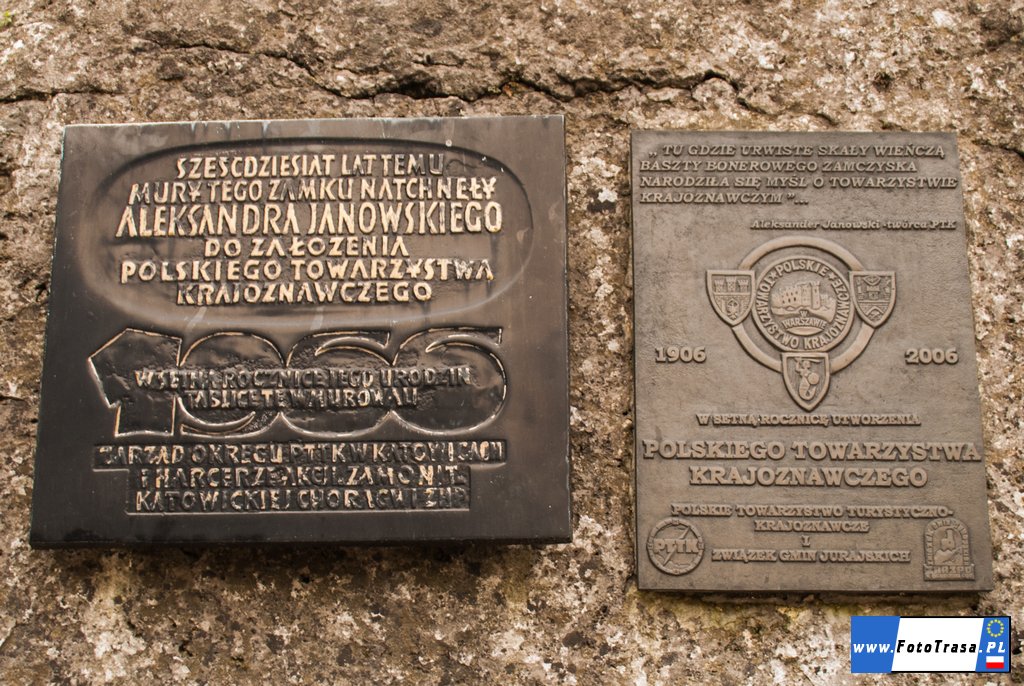 SZEŚĆDZIESIĄT LAT TEMU
MURY TEGO ZAMKU NATCHNĘŁY
ALEKSANDRA JANOWSKIEGO
DO ZAŁOŻENIA
POLSKIEGO TOWARZYSTWA
KRAJOZNAWCZEGO
1966
W SETNĄ ROCZNICĘ JEGO URODZIN
TABLICĘ TĘ WMUROWALI
ZARZĄD OKRĘGU PTTK W KATOWICACH
I HARCERZE AKCJI ZAMONIT
KATOWICKIEJ CHORĄGWI ZHP
„ TU GDZIE URWISTE SKAŁY WIEŃCZĄ
BASZTY BONEROWEGO ZAMCZYSKA
NARODZIŁA SIĘ MYŚL O TOWARZYSTWIE
KRAJOZNAWCZYM "...
Aleksander Janowski-twórca PTK
POLSKIE TOWARZYSTWO KRAJOZNAWCZE
W
WARSZAWIE
1906 2006
W SETNĄ ROCZNICĘ UTWORZENIA
POLSKIEGO TOWARZYSTWA
KRAJOZNAWCZEGO
POLSKIE TOWARZYSTWO TURYSTYCZNO-
KRAJOZNAWCZE
I
ZWIĄZEK GMIN JURAJSKICH
PTTK
www.FotoTrasa.PL